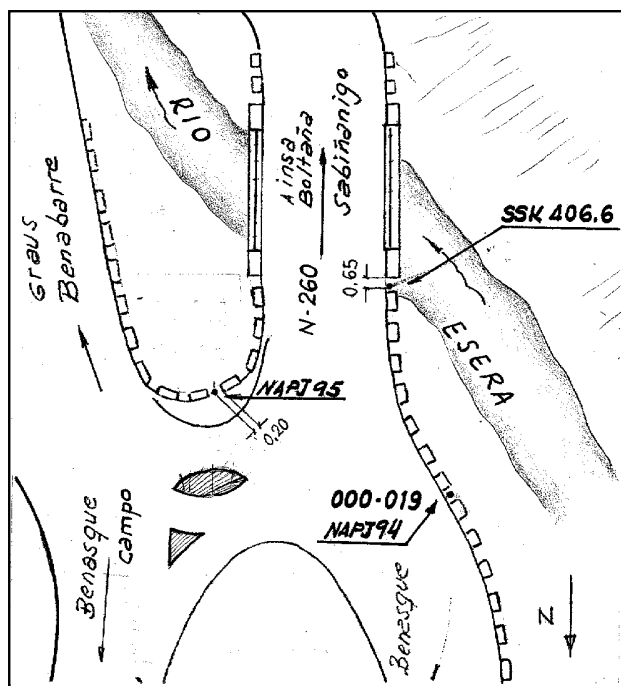 RIO
Graus
Benabarre
Ainsa
Boltaña
Sabiñanigo
N-260
0,65
SSK 406.6
ESERA
NAPJ95
0,20
000-019
NAPJ94
Benasque
Campo
Benasque
N